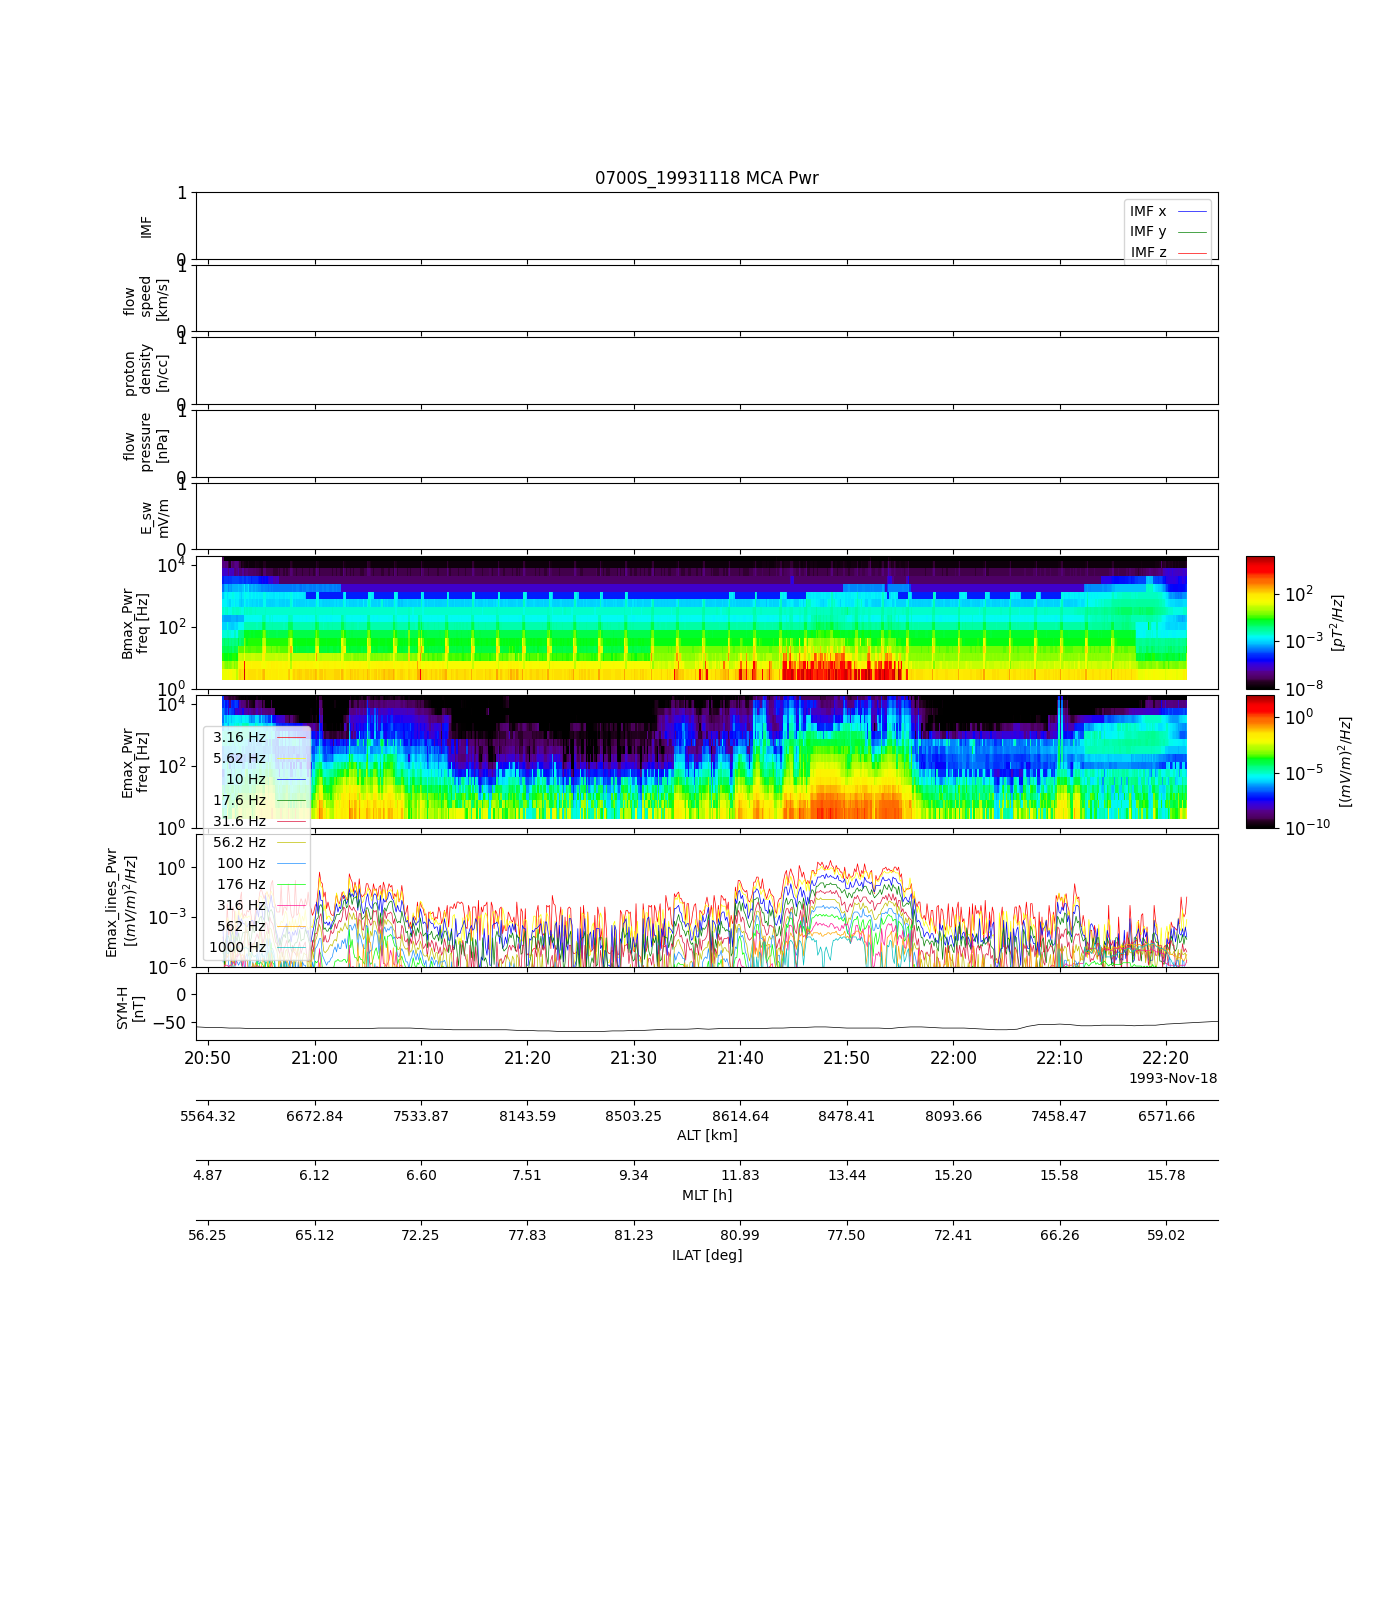 0700S_19931118 MCA Pwr
1
IMF
0
IMF x
IMF y
IMF z
1
flow
speed
[km/s]
0
1
proton
density
[n/cc]
0
1
flow
pressure
[nPa]
0
1
E_sw
mV/m
0
10^4
10^2
10^0
Bmax_Pwr
freq [Hz]
10^2
10^-3
10^-8
[pT^2/Hz]
10^4
10^2
10^0
Emax_Pwr
freq [Hz]
10^0
10^-5
10^-10
[(mV/m)^2/Hz]
3.16 Hz
5.62 Hz
10 Hz
17.6 Hz
31.6 Hz
56.2 Hz
100 Hz
176 Hz
316 Hz
562 Hz
1000 Hz
10^0
10^-3
10^-6
Emax_lines_Pwr
[(mV/m)^2/Hz]
0
−50
SYM-H
[nT]
20:50 21:00 21:10 21:20 21:30 21:40 21:50 22:00 22:10 22:20
1993-Nov-18
5564.32 6672.84 7533.87 8143.59 8503.25 8614.64 8478.41 8093.66 7458.47 6571.66
ALT [km]
4.87 6.12 6.60 7.51 9.34 11.83 13.44 15.20 15.58 15.78
MLT [h]
56.25 65.12 72.25 77.83 81.23 80.99 77.50 72.41 66.26 59.02
ILAT [deg]